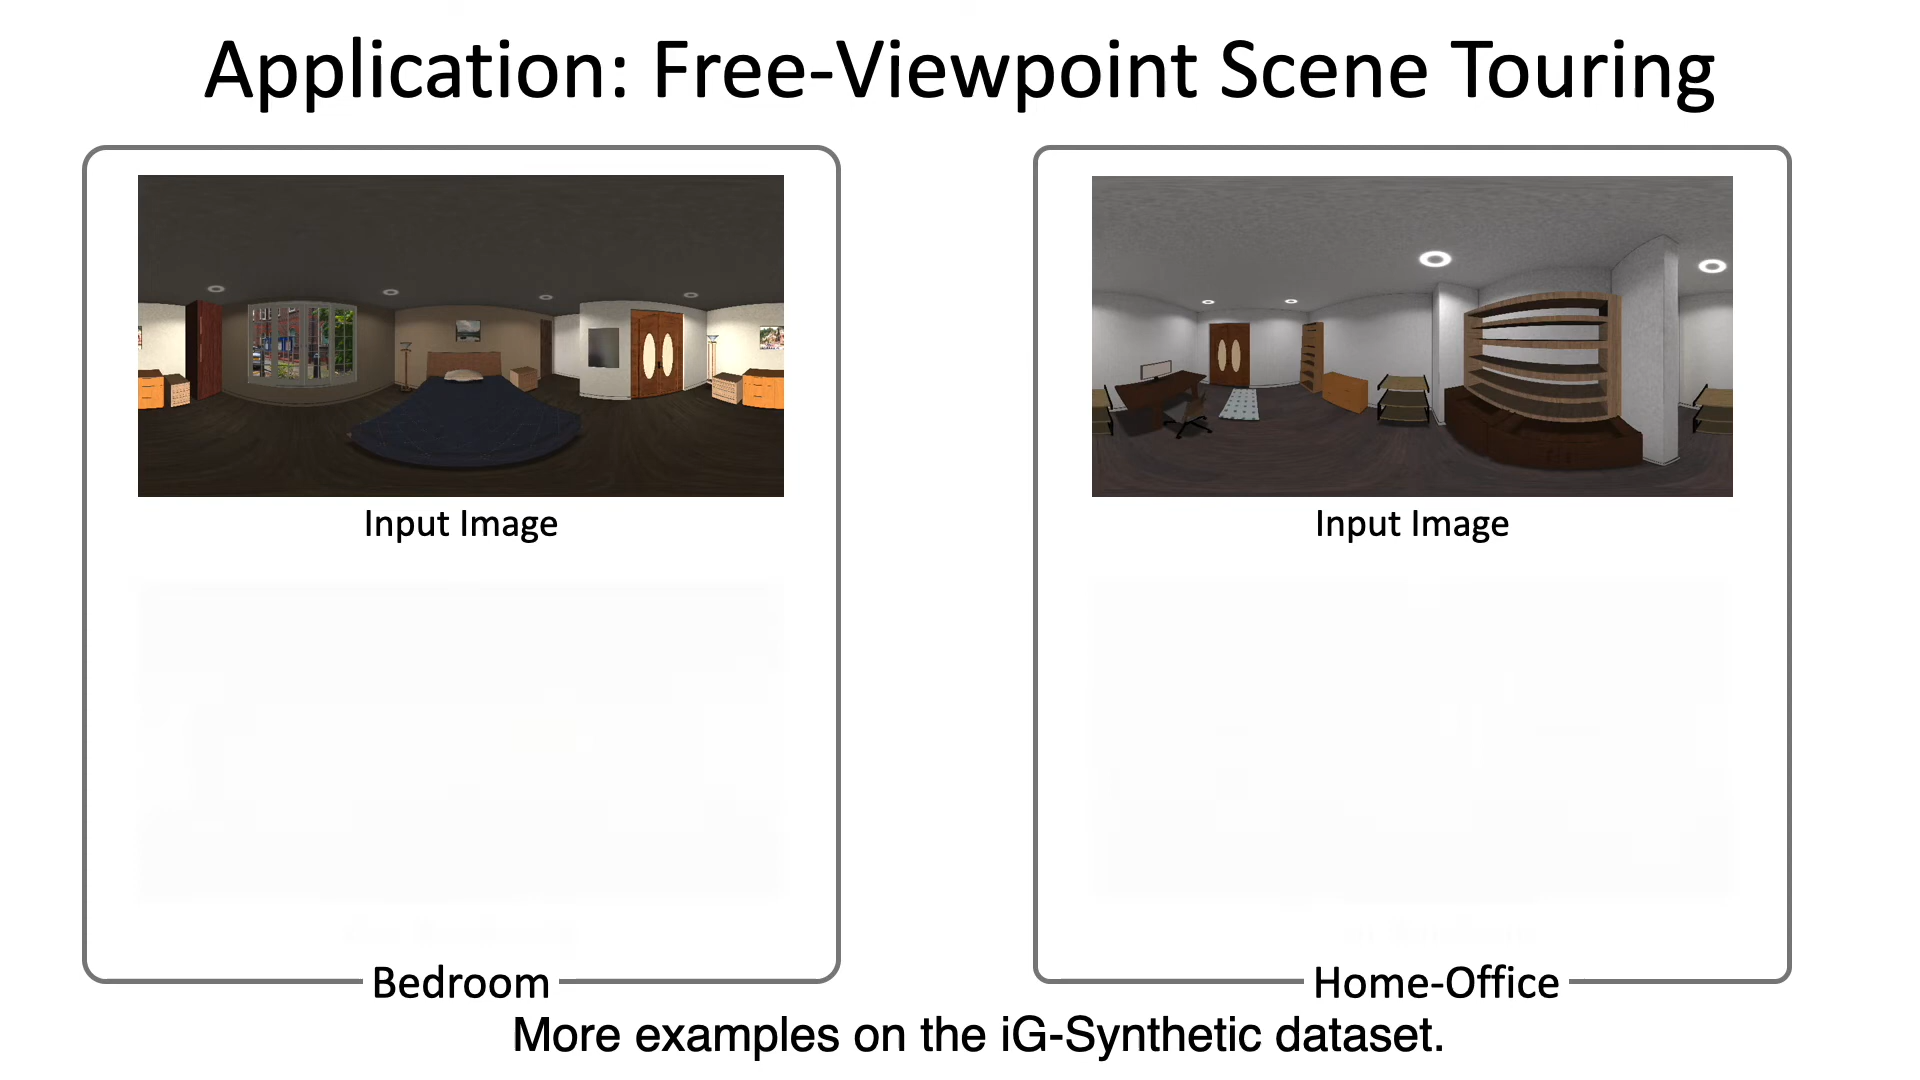 Application: Free-Viewpoint Scene Touring
Input Image
Input Image
Bedroom
Home-Office
More examples on the iG-Synthetic dataset.